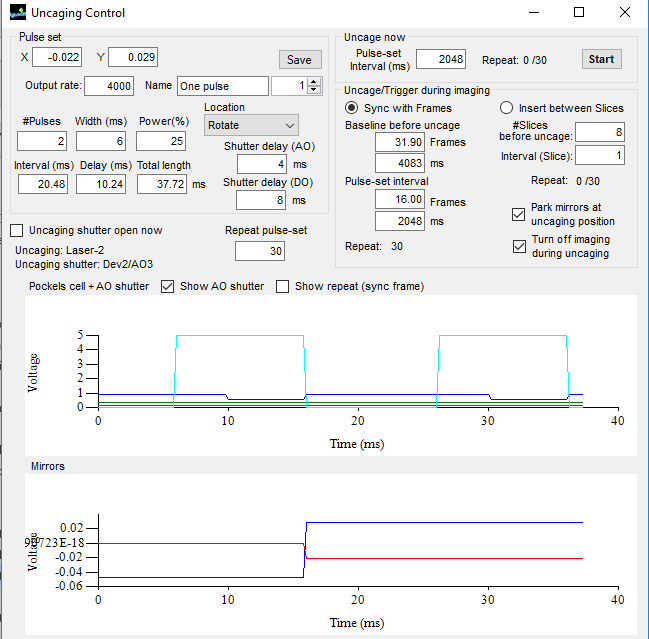 Uncaging Control
Pulse set
X -0.022 Y 0.029
Save
Output rate: 4000 Name One pulse 1
#Pulses Width (ms) Power(%)
2 6 25
Location
Rotate
Interval (ms) Delay (ms) Total length
20.48 10.24 37.72 ms
Shutter delay (AO)
4 ms
Shutter delay (DO)
8 ms
Uncaging shutter open now
Uncaging: Laser-2
Uncaging shutter: Dev2/AO3
Repeat pulse-set
30
Uncage now
Pulse-set
Interval (ms) 2048 Repeat: 0 /30 Start
Uncage/Trigger during imaging
Sync with Frames
Baseline before uncage
31.90 Frames
4083 ms
Pulse-set interval
16.00 Frames
2048 ms
Repeat: 30
Insert between Slices
#Slices
before uncage: 8
Interval (Slice): 1
Repeat: 0 /30
Park mirrors at
uncaging position
Turn off imaging
during uncaging
Pockels cell + AO shutter Show AO shutter Show repeat (sync frame)
Voltage
5
4
3
2
1
0
0 10 20 30 40
Time (ms)
Mirrors
Voltage
0.02
-0.02
-0.04
-0.06
0 10 20 30 40
Time (ms)